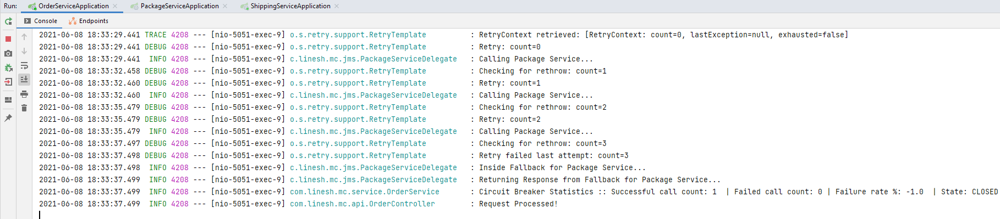 Run: OrderServiceApplication PackageServiceApplication ShippingServiceApplication
Console Endpoints
2021-06-08 18:33:29.441 TRACE 4208 --- [nio-5051-exec-9] o.s.retry.support.RetryTemplate : RetryContext retrieved: [RetryContext: count=0, lastException=null, exhausted=false]
2021-06-08 18:33:29.441 DEBUG 4208 --- [nio-5051-exec-9] o.s.retry.support.RetryTemplate : Retry: count=0
2021-06-08 18:33:29.441 INFO 4208 --- [nio-5051-exec-9] c.linesh.mc.jms.PackageServiceDelegate : Calling Package Service...
2021-06-08 18:33:32.458 DEBUG 4208 --- [nio-5051-exec-9] o.s.retry.support.RetryTemplate : Checking for rethrow: count=1
2021-06-08 18:33:32.460 DEBUG 4208 --- [nio-5051-exec-9] o.s.retry.support.RetryTemplate : Retry: count=1
2021-06-08 18:33:32.460 INFO 4208 --- [nio-5051-exec-9] c.linesh.mc.jms.PackageServiceDelegate : Calling Package Service...
2021-06-08 18:33:35.479 DEBUG 4208 --- [nio-5051-exec-9] o.s.retry.support.RetryTemplate : Checking for rethrow: count=2
2021-06-08 18:33:35.479 DEBUG 4208 --- [nio-5051-exec-9] o.s.retry.support.RetryTemplate : Retry: count=2
2021-06-08 18:33:35.479 INFO 4208 --- [nio-5051-exec-9] c.linesh.mc.jms.PackageServiceDelegate : Calling Package Service...
2021-06-08 18:33:37.497 DEBUG 4208 --- [nio-5051-exec-9] o.s.retry.support.RetryTemplate : Checking for rethrow: count=3
2021-06-08 18:33:37.498 DEBUG 4208 --- [nio-5051-exec-9] o.s.retry.support.RetryTemplate : Retry failed last attempt: count=3
2021-06-08 18:33:37.498 INFO 4208 --- [nio-5051-exec-9] c.linesh.mc.jms.PackageServiceDelegate : Inside Fallback for Package Service...
2021-06-08 18:33:37.499 INFO 4208 --- [nio-5051-exec-9] c.linesh.mc.jms.PackageServiceDelegate : Returning Response from Fallback for Package Service...
2021-06-08 18:33:37.499 INFO 4208 --- [nio-5051-exec-9] com.linesh.mc.service.OrderService : Circuit Breaker Statistics :: Successful call count: 1 | Failed call count: 0 | Failure rate %: -1.0 | State: CLOSED
2021-06-08 18:33:37.499 INFO 4208 --- [nio-5051-exec-9] com.linesh.mc.api.OrderController : Request Processed!